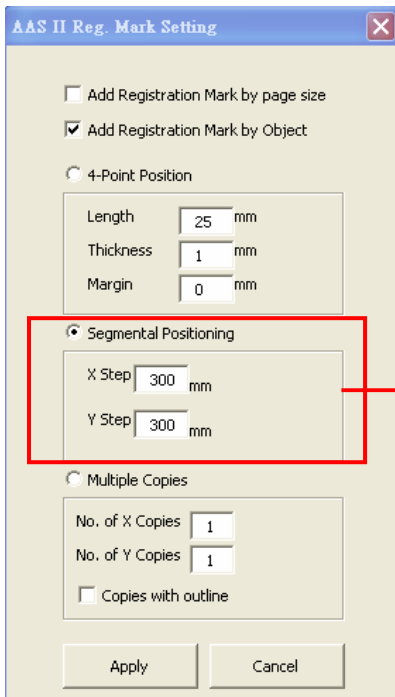 AAS II Reg. Mark Setting
Add Registration Mark by page size
Add Registration Mark by Object
4-Point Position
Length 25 mm
Thickness 1 mm
Margin 0 mm
Segmental Positioning
X Step 300 mm
Y Step 300 mm
Multiple Copies
No. of X Copies 1
No. of Y Copies 1
Copies with outline
Apply Cancel